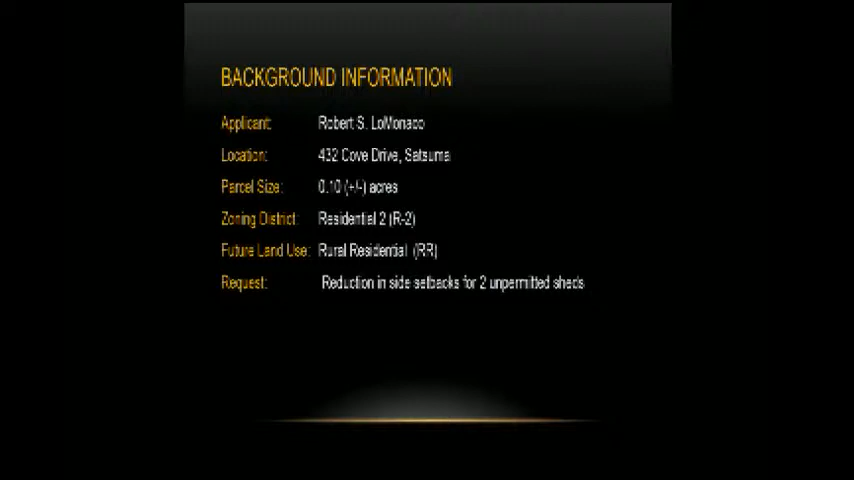 BACKGROUND INFORMATION
Applicant: Robert S. LoMonaco
Location: 432 Cove Drive, Satsuma
Parcel Size: 0.10 (+/-) acres
Zoning District: Residential 2 (R-2)
Future Land Use: Rural Residential (RR)
Request: Reduction in side setbacks for 2 unpermitted sheds